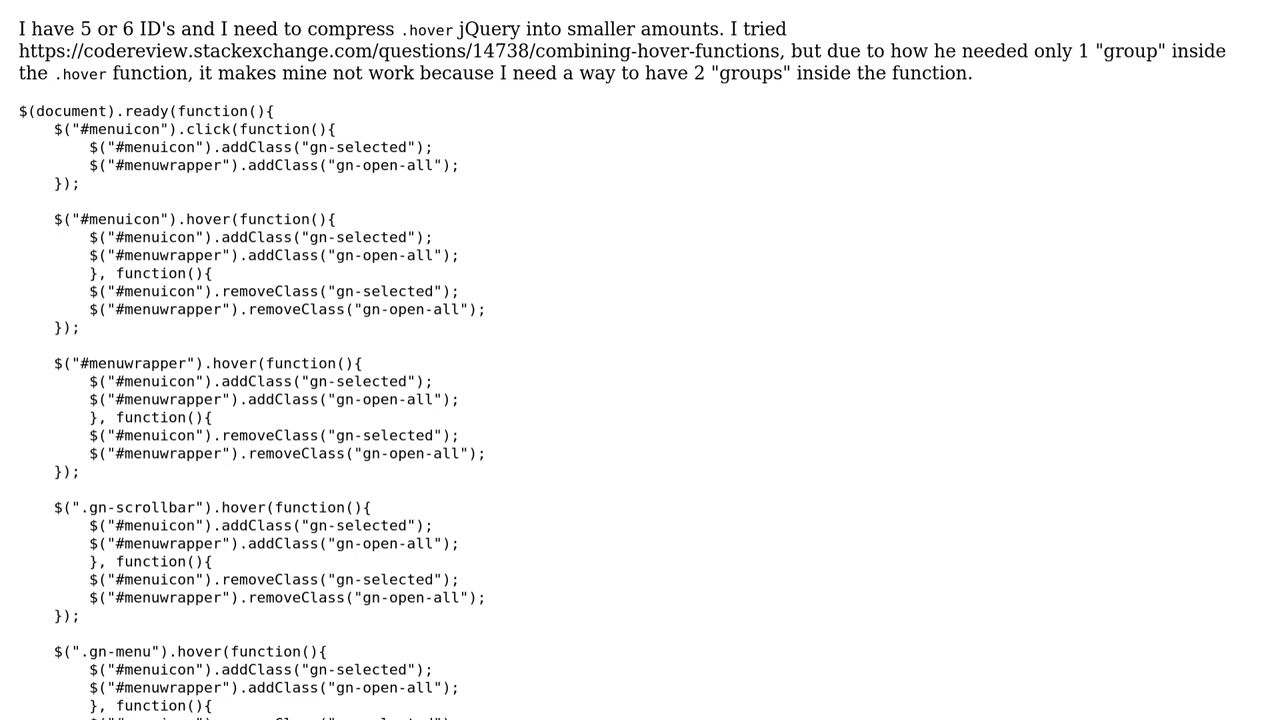 I have 5 or 6 ID's and I need to compress .hover jQuery into smaller amounts. I tried
https://codereview.stackexchange.com/questions/14738/combining-hover-functions, but due to how he needed only 1 "group" inside
the .hover function, it makes mine not work because I need a way to have 2 "groups" inside the function.
$(document).ready(function(){
    $("#menuicon").click(function(){
        $("#menuicon").addClass("gn-selected");
        $("#menuwrapper").addClass("gn-open-all");
    });

    $("#menuicon").hover(function(){
        $("#menuicon").addClass("gn-selected");
        $("#menuwrapper").addClass("gn-open-all");
        }, function(){
        $("#menuicon").removeClass("gn-selected");
        $("#menuwrapper").removeClass("gn-open-all");
    });

    $("#menuwrapper").hover(function(){
        $("#menuicon").addClass("gn-selected");
        $("#menuwrapper").addClass("gn-open-all");
        }, function(){
        $("#menuicon").removeClass("gn-selected");
        $("#menuwrapper").removeClass("gn-open-all");
    });

    $(".gn-scrollbar").hover(function(){
        $("#menuicon").addClass("gn-selected");
        $("#menuwrapper").addClass("gn-open-all");
        }, function(){
        $("#menuicon").removeClass("gn-selected");
        $("#menuwrapper").removeClass("gn-open-all");
    });

    $(".gn-menu").hover(function(){
        $("#menuicon").addClass("gn-selected");
        $("#menuwrapper").addClass("gn-open-all");
        }, function(){